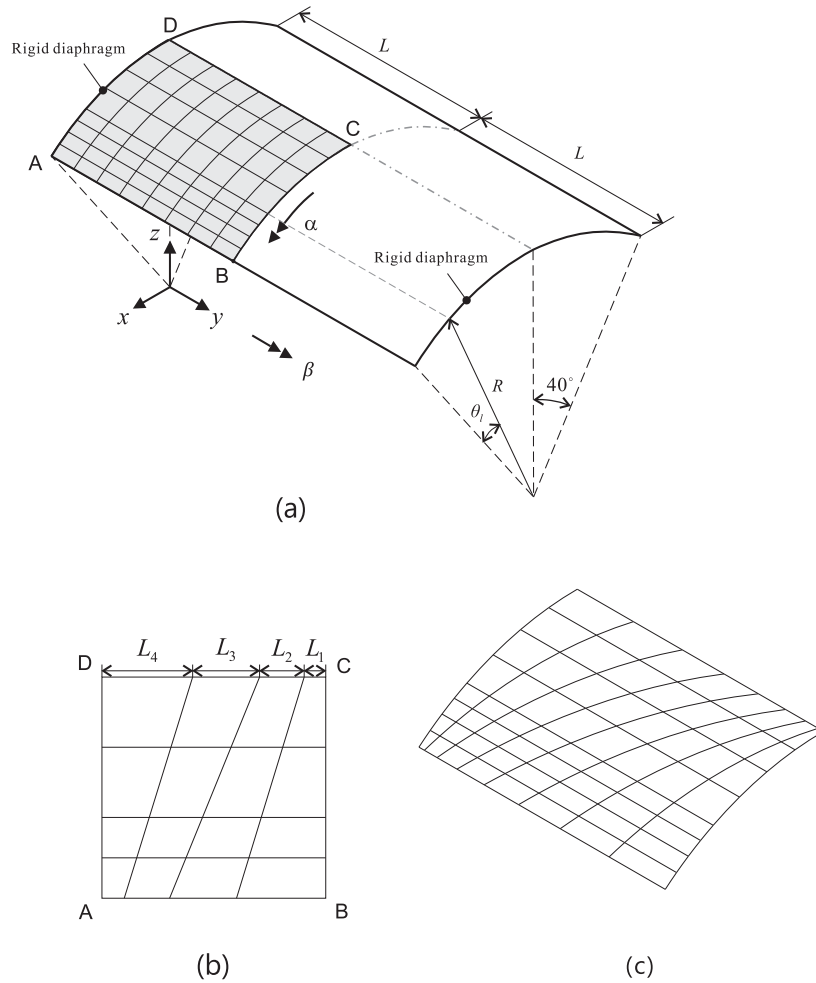 D
Rigid diaphragm
L
C
L
A
α
z
Rigid diaphragm
B
x
y
β
R
40°
θₗ
(a)
D
L₄
L₃
L₂
L₁
C
A
B
(b)
(c)